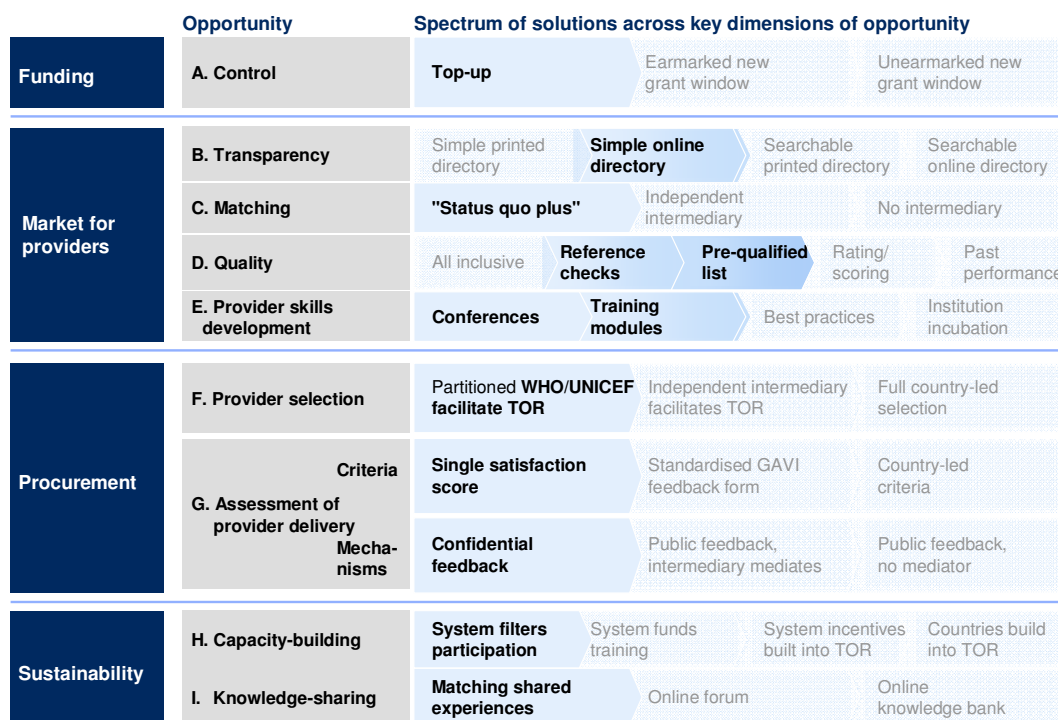 Opportunity
Spectrum of solutions across key dimensions of opportunity
Funding
A. Control
Top-up
Earmarked new
grant window
Unearmarked new
grant window
Market for
providers
B. Transparency
Simple printed
directory
Simple online
directory
Searchable
printed directory
Searchable
online directory
C. Matching
"Status quo plus"
Independent
intermediary
No intermediary
D. Quality
All inclusive
Reference
checks
Pre-qualified
list
Rating/
scoring
Past
performance
E. Provider skills
development
Conferences
Training
modules
Best practices
Institution
incubation
Procurement
F. Provider selection
Partitioned WHO/UNICEF
facilitate TOR
Independent intermediary
facilitates TOR
Full country-led
selection
G. Assessment of
provider delivery
Criteria
Single satisfaction
score
Standardised GAVI
feedback form
Country-led
criteria
Mecha-
nisms
Confidential
feedback
Public feedback,
intermediary mediates
Public feedback,
no mediator
Sustainability
H. Capacity-building
System filters
participation
System funds
training
System incentives
built into TOR
Countries build
into TOR
I. Knowledge-sharing
Matching shared
experiences
Online forum
Online
knowledge bank